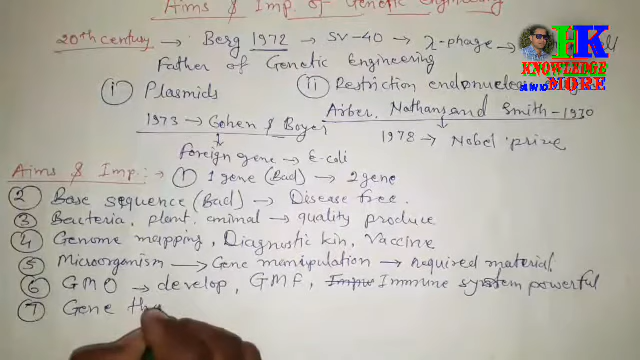 Aims & Imp. of Genetic engineering
20th century → Berg 1972 → SV-40 → λ-phage →
Father of Genetic Engineering
HK
KNOWLEDGE
AND MORE
i Plasmids
ii Restriction endonucle
1973 → Cohen & Boyer
Arber, Nathans and Smith-1970
1978 → Nobel prize
Foreign gene → E-coli
Aims & Imp:→ 1 1 gene (Bad) → 2 gene
2 Base sequence (Bad) → Disease free.
3 Bacteria, plant, animal → quality produce
4 Genome mapping, Diagnostic kin, Vaccine
5 Microorganism → Gene manipulation → required material
6 GMO → develop, GMF, Immune system powerful
7 Gene the